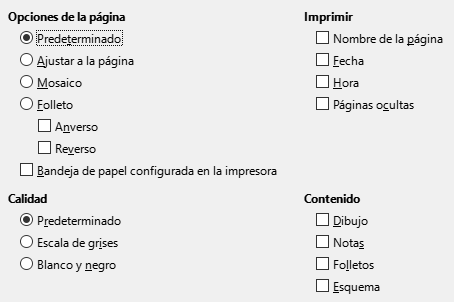 Opciones de la página
Predeterminado
Ajustar a la página
Mosaico
Folleto
Anverso
Reverso
Bandeja de papel configurada en la impresora
Imprimir
Nombre de la página
Fecha
Hora
Páginas ocultas
Calidad
Predeterminado
Escala de grises
Blanco y negro
Contenido
Dibujo
Notas
Folletos
Esquema